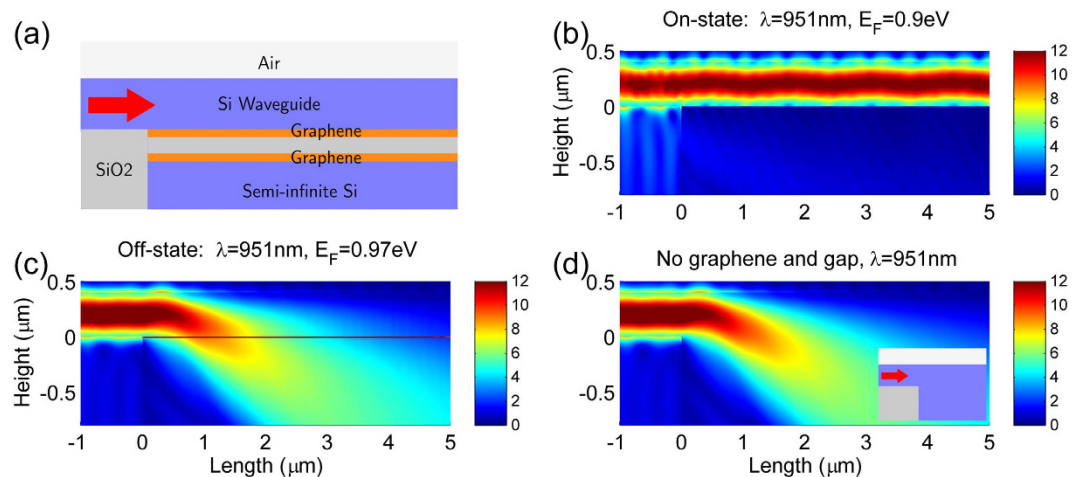 (a)
Air
Si Waveguide
Graphene
Graphene
SiO2
Semi-infinite Si
(b)
On-state: λ=951nm, E_F=0.9eV
Height (μm)
0.5
0
-0.5
-1 0 1 2 3 4 5
12
10
8
6
4
2
0
(c)
Off-state: λ=951nm, E_F=0.97eV
Height (μm)
0.5
0
-0.5
-1 0 1 2 3 4 5
Length (μm)
12
10
8
6
4
2
0
(d)
No graphene and gap, λ=951nm
Height (μm)
0.5
0
-0.5
-1 0 1 2 3 4 5
Length (μm)
12
10
8
6
4
2
0